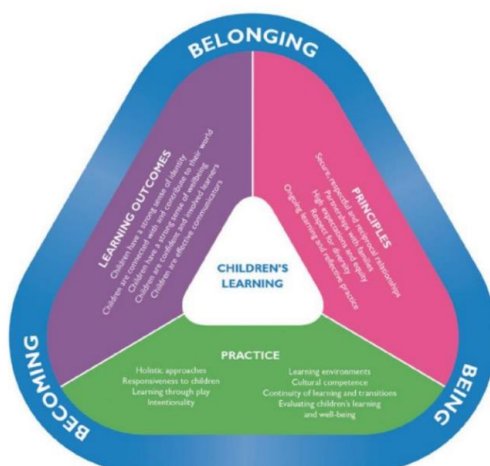 BELONGING
LEARNING OUTCOMES
Children have a strong sense of identity
Children are connected with and contribute to their world
Children have a strong sense of wellbeing
Children are confident and involved learners
Children are effective communicators
PRINCIPLES
Secure, respectful and reciprocal relationships
Partnerships with families
High expectations and equity
Respect for diversity
Ongoing learning and reflective practice
CHILDREN'S
LEARNING
PRACTICE
Holistic approaches
Responsiveness to children
Learning through play
Intentionality
Learning environments
Cultural competence
Continuity of learning and transitions
Evaluating children's learning
and well-being
BECOMING
BEING